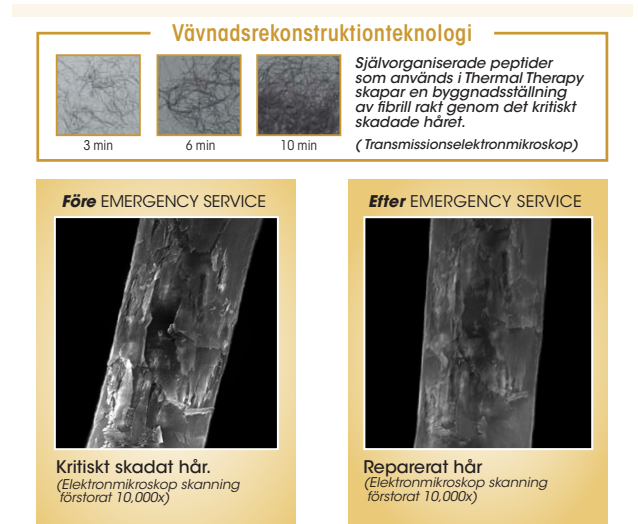 Vävnadsrekonstruktionteknologi
3 min
6 min
10 min
Självorganiserade peptider
som används i Thermal Therapy
skapar en byggnadsställning
av fibrill rakt genom det kritiskt
skadade håret.
( Transmissionselektronmikroskop)
Före EMERGENCY SERVICE
Kritiskt skadat hår.
(Elektronmikroskop skanning
förstorat 10,000x)
Efter EMERGENCY SERVICE
Reparerat hår
(Elektronmikroskop skanning
förstorat 10,000x)